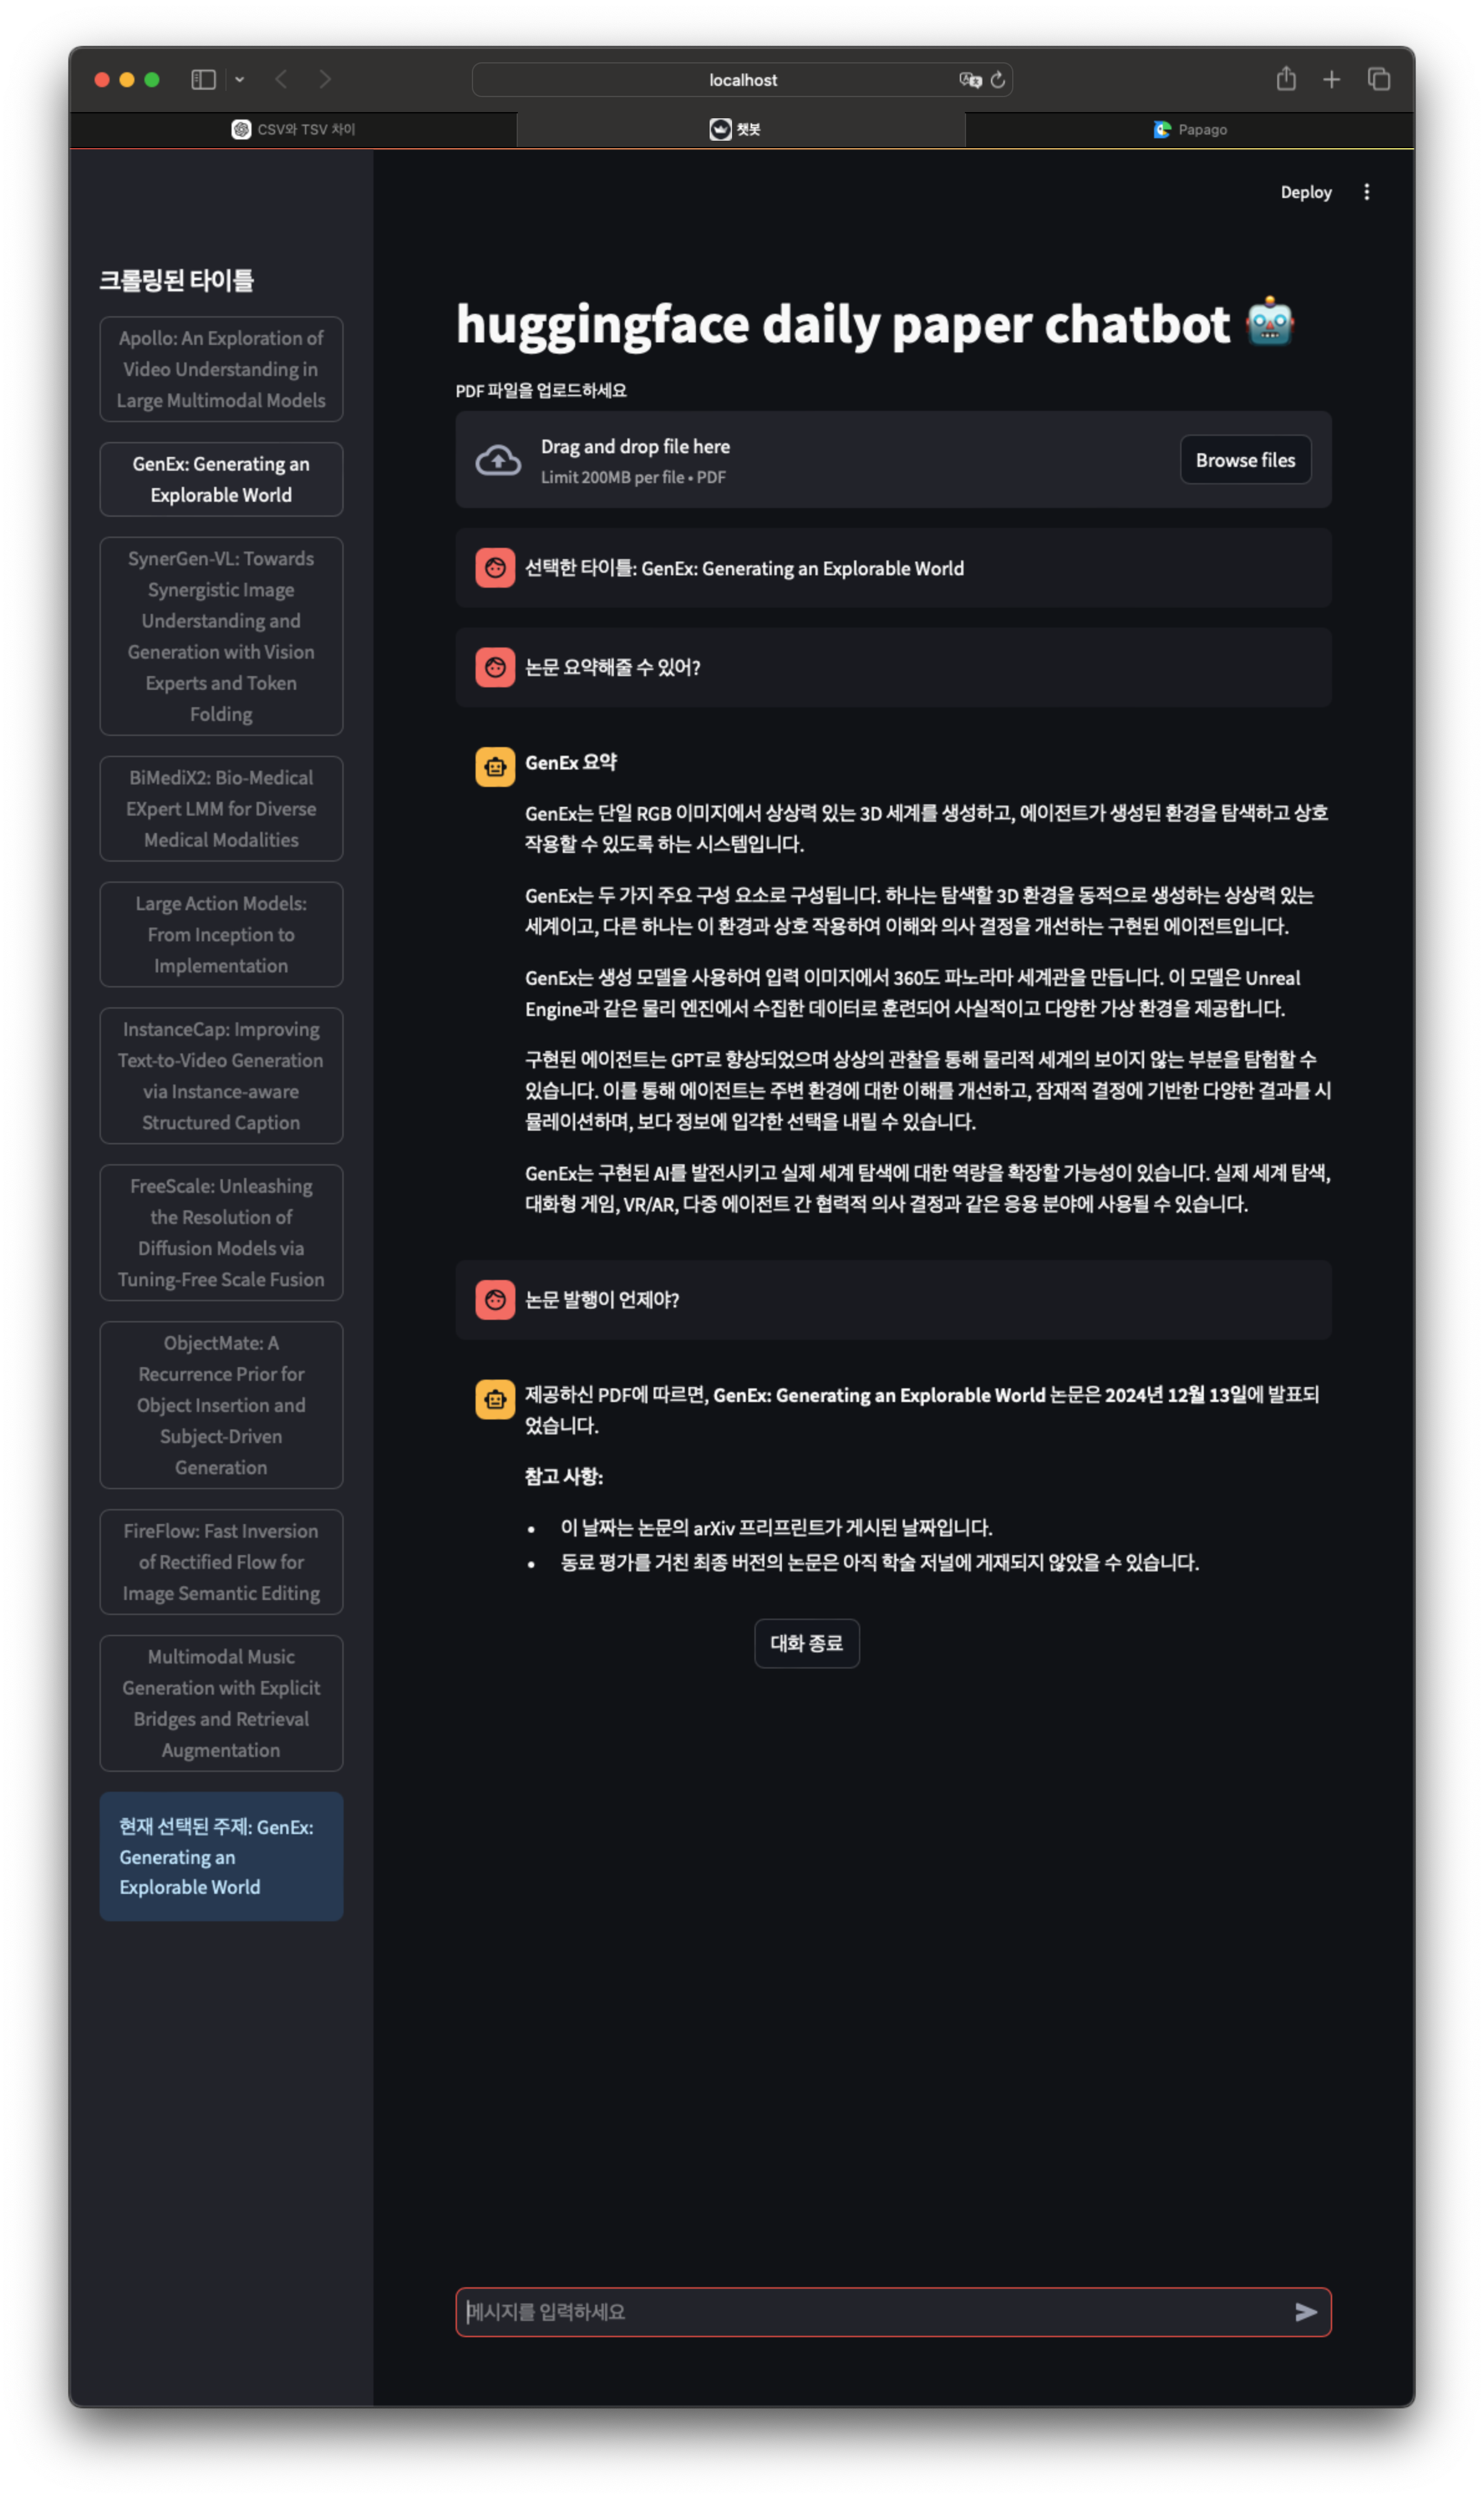 localhost
CSV와 TSV 차이
챗봇
Papago
Deploy
크롤링된 타이틀
Apollo: An Exploration of
Video Understanding in
Large Multimodal Models
GenEx: Generating an
Explorable World
SynerGen-VL: Towards
Synergistic Image
Understanding and
Generation with Vision
Experts and Token
Folding
BiMediX2: Bio-Medical
EXpert LMM for Diverse
Medical Modalities
Large Action Models:
From Inception to
Implementation
InstanceCap: Improving
Text-to-Video Generation
via Instance-aware
Structured Caption
FreeScale: Unleashing
the Resolution of
Diffusion Models via
Tuning-Free Scale Fusion
ObjectMate: A
Recurrence Prior for
Object Insertion and
Subject-Driven
Generation
FireFlow: Fast Inversion
of Rectified Flow for
Image Semantic Editing
Multimodal Music
Generation with Explicit
Bridges and Retrieval
Augmentation
현재 선택된 주제: GenEx:
Generating an
Explorable World
huggingface daily paper chatbot
PDF 파일을 업로드하세요
Drag and drop file here
Limit 200MB per file • PDF
Browse files
선택한 타이틀: GenEx: Generating an Explorable World
논문 요약해줄 수 있어?
GenEx 요약
GenEx는 단일 RGB 이미지에서 상상력 있는 3D 세계를 생성하고, 에이전트가 생성된 환경을 탐색하고 상호
작용할 수 있도록 하는 시스템입니다.
GenEx는 두 가지 주요 구성 요소로 구성됩니다. 하나는 탐색할 3D 환경을 동적으로 생성하는 상상력 있는
세계이고, 다른 하나는 이 환경과 상호 작용하여 이해와 의사 결정을 개선하는 구현된 에이전트입니다.
GenEx는 생성 모델을 사용하여 입력 이미지에서 360도 파노라마 세계관을 만듭니다. 이 모델은 Unreal
Engine과 같은 물리 엔진에서 수집한 데이터로 훈련되어 사실적이고 다양한 가상 환경을 제공합니다.
구현된 에이전트는 GPT로 향상되었으며 상상의 관찰을 통해 물리적 세계의 보이지 않는 부분을 탐험할 수
있습니다. 이를 통해 에이전트는 주변 환경에 대한 이해를 개선하고, 잠재적 결정에 기반한 다양한 결과를 시
뮬레이션하며, 보다 정보에 입각한 선택을 내릴 수 있습니다.
GenEx는 구현된 AI를 발전시키고 실제 세계 탐색에 대한 역량을 확장할 가능성이 있습니다. 실제 세계 탐색,
대화형 게임, VR/AR, 다중 에이전트 간 협력적 의사 결정과 같은 응용 분야에 사용될 수 있습니다.
논문 발행이 언제야?
제공하신 PDF에 따르면, GenEx: Generating an Explorable World 논문은 2024년 12월 13일에 발표되
었습니다.
참고 사항:
• 이 날짜는 논문의 arXiv 프리프린트가 게시된 날짜입니다.
• 동료 평가를 거친 최종 버전의 논문은 아직 학술 저널에 게재되지 않았을 수 있습니다.
대화 종료
메시지를 입력하세요